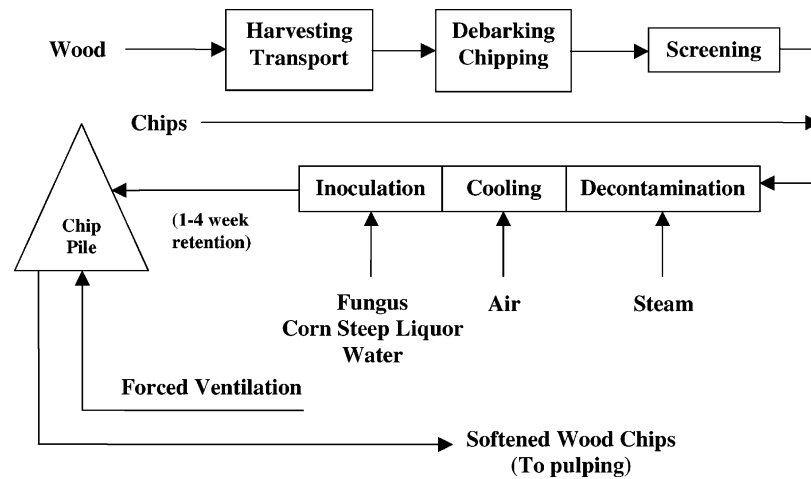 Wood
Harvesting
Transport
Debarking
Chipping
Screening
Chips
Inoculation
Cooling
Decontamination
(1-4 week
retention)
Chip
Pile
Fungus
Corn Steep Liquor
Water
Air
Steam
Forced Ventilation
Softened Wood Chips
(To pulping)